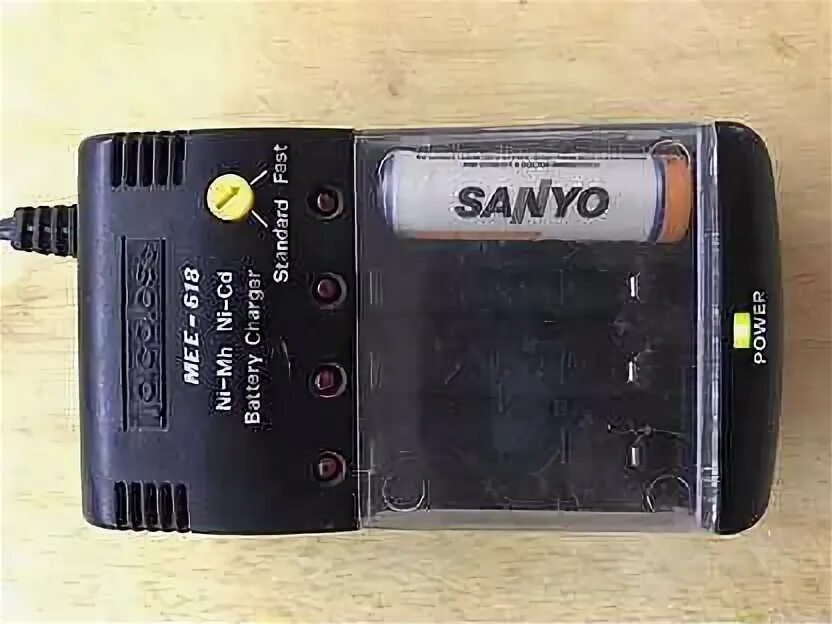 Fast
Standard
MEE-618
Ni-Mh Ni-Cd
Battery Charger
SANYO
POWER